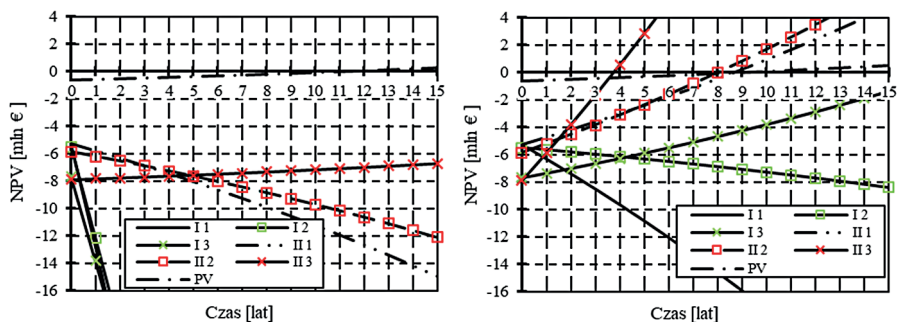 4
2
0
-2
-4
-6
-8
-10
-12
-14
-16
NPV [mln €]
0 1 2 3 4 5 6 7 8 9 10 11 12 13 14 15
I 1
I 2
I 3
II 1
II 2
II 3
PV
Czas [lat]
4
2
0
-2
-4
-6
-8
-10
-12
-14
-16
NPV [mln €]
0 1 2 3 4 5 6 7 8 9 10 11 12 13 14 15
I 1
I 2
I 3
II 1
II 2
II 3
PV
Czas [lat]